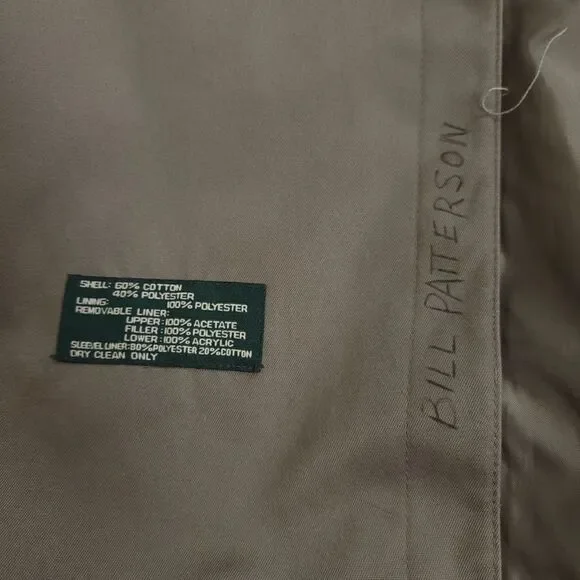 SHELL: 60% COTTON
40% POLYESTER
LINING: 100% POLYESTER
REMOVABLE LINER:
UPPER:100% ACETATE
FILLER:100% POLYESTER
LOWER:100% ACRYLIC
SLEEVE LINER:80%POLYESTER 20%COTTON
DRY CLEAN ONLY
BILL PATTERSON